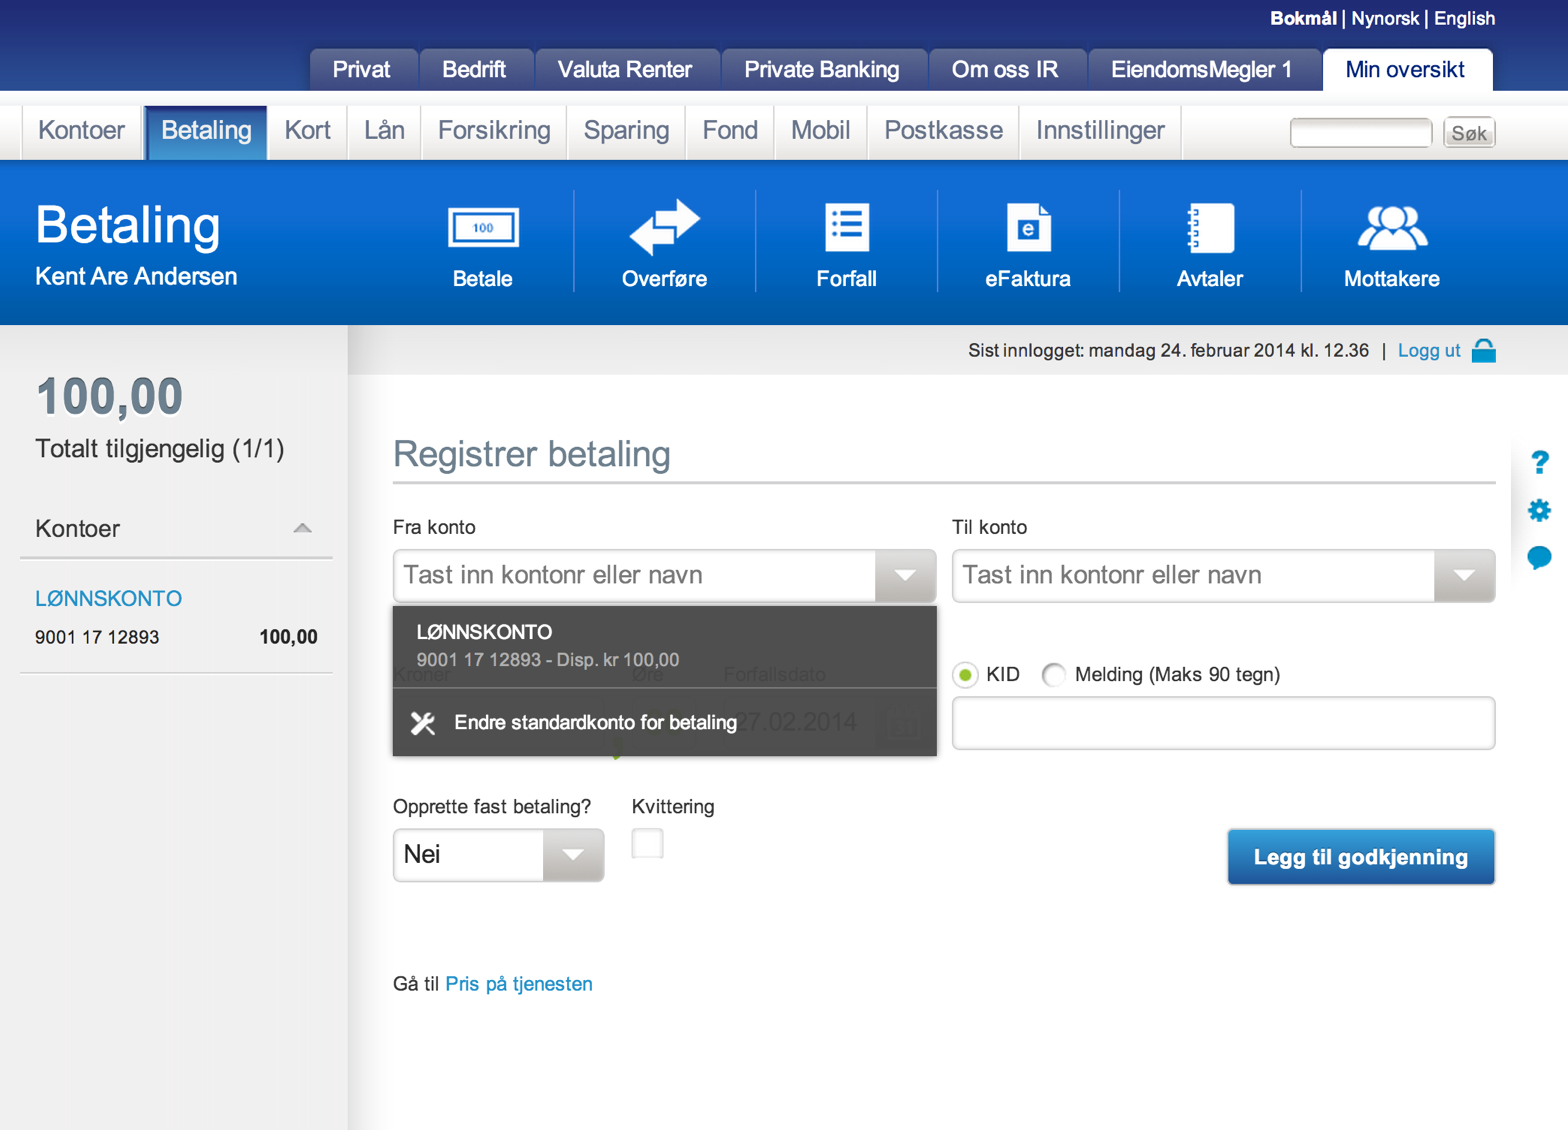 Bokmål | Nynorsk | English
Privat Bedrift Valuta Renter Private Banking Om oss IR EiendomsMegler 1 Min oversikt
Kontoer Betaling Kort Lån Forsikring Sparing Fond Mobil Postkasse Innstillinger Søk
Betaling
Kent Are Andersen
100
e
Betale Overføre Forfall eFaktura Avtaler Mottakere
Sist innlogget: mandag 24. februar 2014 kl. 12.36 | Logg ut
100,00
Totalt tilgjengelig (1/1)
Kontoer
LØNNSKONTO
9001 17 12893 100,00
Registrer betaling
?
Fra konto Til konto
Tast inn kontonr eller navn Tast inn kontonr eller navn
LØNNSKONTO
9001 17 12893 - Disp. kr 100,00
Kroner Øre Forfallsdato KID Melding (Maks 90 tegn)
Endre standardkonto for betaling 27.02.2014
Opprette fast betaling? Kvittering
Nei
Legg til godkjenning
Gå til Pris på tjenesten